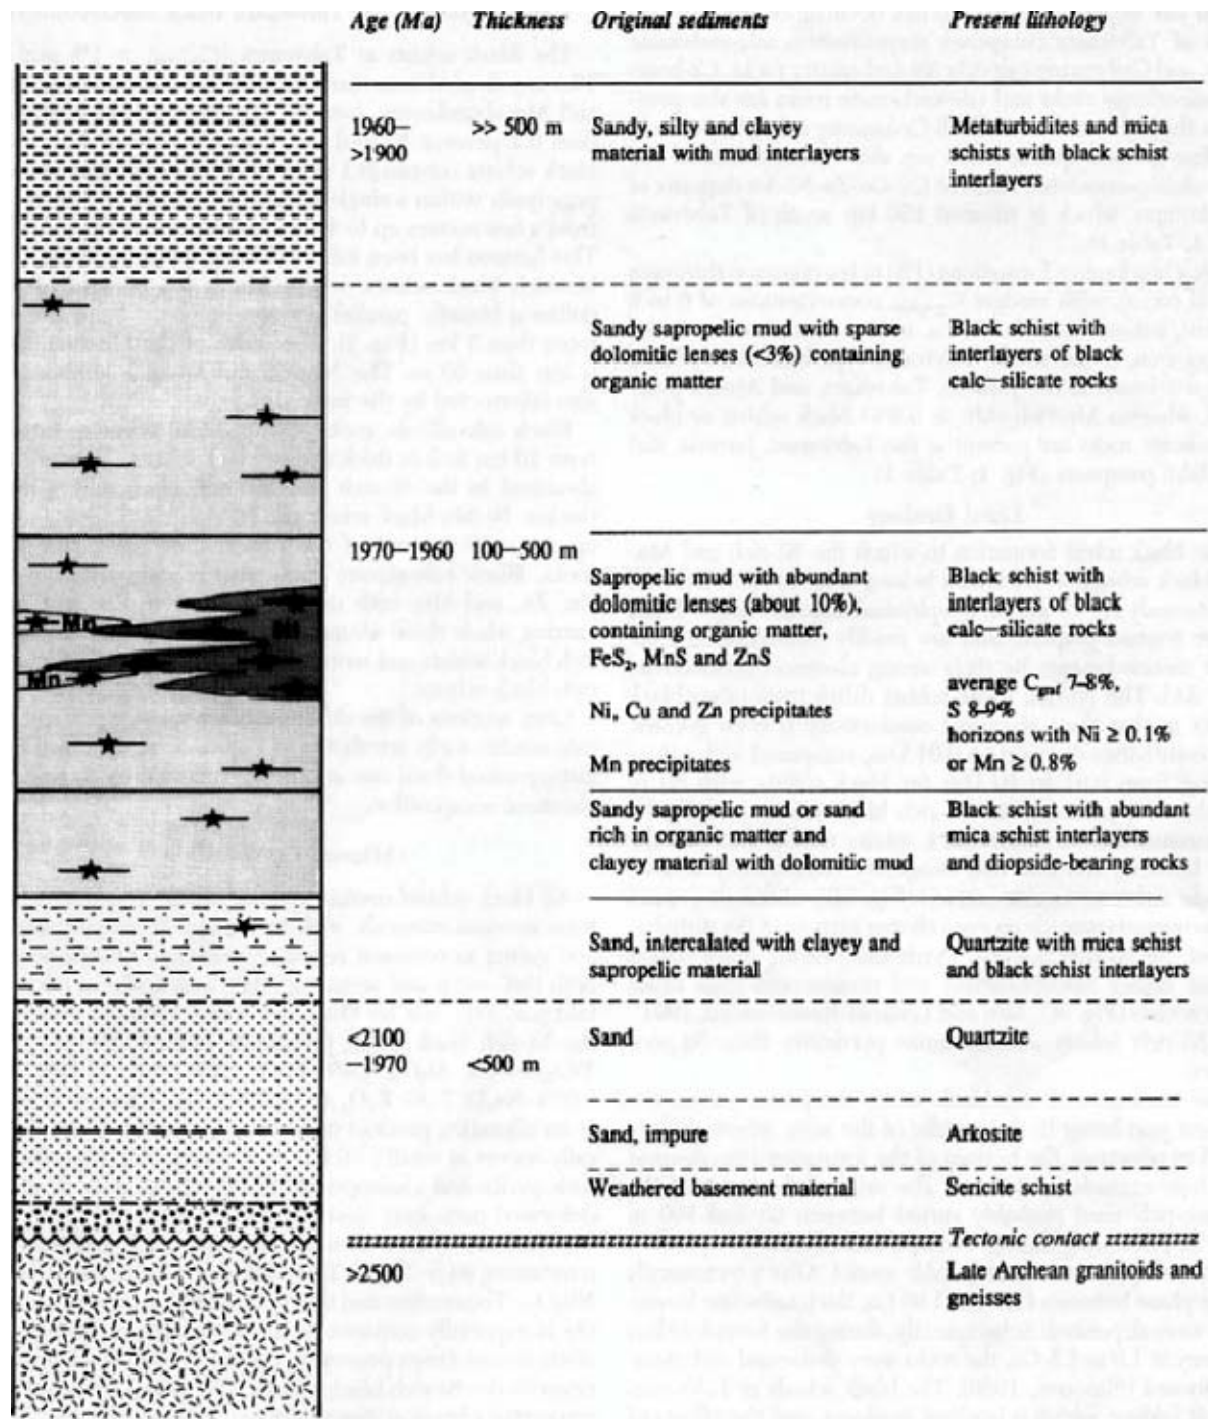 Age (Ma) Thickness Original sediments Present lithology
1960– >> 500 m Sandy, silty and clayey Metaturbidites and mica
>1900 material with mud interlayers schists with black schist
interlayers
Sandy sapropelic mud with sparse Black schist with
dolomitic lenses (<3%) containing interlayers of black
organic matter calc–silicate rocks
1970–1960 100–500 m
Sapropelic mud with abundant Black schist with
dolomitic lenses (about 10%), interlayers of black
containing organic matter, calc–silicate rocks
FeS2, MnS and ZnS
average Cgraf 7–8%,
Ni, Cu and Zn precipitates S 8-9%
horizons with Ni ≥ 0.1%
Mn precipitates or Mn ≥ 0.8%
Mn
Ni
Mn
Sandy sapropelic mud or sand Black schist with abundant
rich in organic matter and mica schist interlayers
clayey material with dolomitic mud and diopside-bearing rocks
Sand, intercalated with clayey and Quartzite with mica schist
sapropelic material and black schist interlayers
<2100 Sand Quartzite
–1970 <500 m
Sand, impure Arkosite
Weathered basement material Sericite schist
Tectonic contact
>2500 Late Archean granitoids and
gneisses